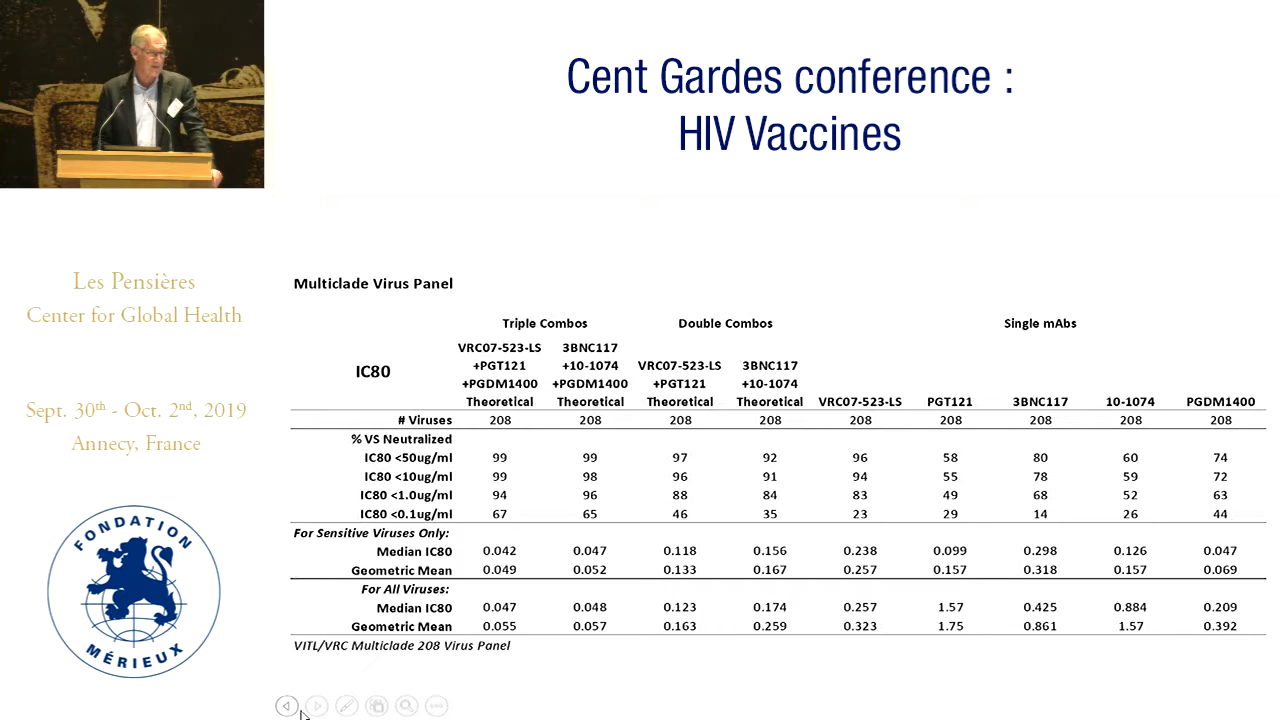 Cent Gardes conference :
HIV Vaccines
Les Pensières
Center for Global Health
Sept. 30th - Oct. 2nd, 2019
Annecy, France
FONDATION
MÉRIEUX
Multiclade Virus Panel
Triple Combos Double Combos Single mAbs
IC80
VRC07-523-LS
+PGT121
+PGDM1400
Theoretical
3BNC117
+10-1074
+PGDM1400
Theoretical
VRC07-523-LS
+PGT121
Theoretical
3BNC117
+10-1074
Theoretical
VRC07-523-LS PGT121 3BNC117 10-1074 PGDM1400
# Viruses 208 208 208 208 208 208 208 208 208
% VS Neutralized
IC80 <50ug/ml 99 99 97 92 96 58 80 60 74
IC80 <10ug/ml 99 98 96 91 94 55 78 59 72
IC80 <1.0ug/ml 94 96 88 84 83 49 68 52 63
IC80 <0.1ug/ml 67 65 46 35 23 29 14 26 44
For Sensitive Viruses Only:
Median IC80 0.042 0.047 0.118 0.156 0.238 0.099 0.298 0.126 0.047
Geometric Mean 0.049 0.052 0.133 0.167 0.257 0.157 0.318 0.157 0.069
For All Viruses:
Median IC80 0.047 0.048 0.123 0.174 0.257 1.57 0.425 0.884 0.209
Geometric Mean 0.055 0.057 0.163 0.259 0.323 1.75 0.861 1.57 0.392
VITL/VRC Multiclade 208 Virus Panel